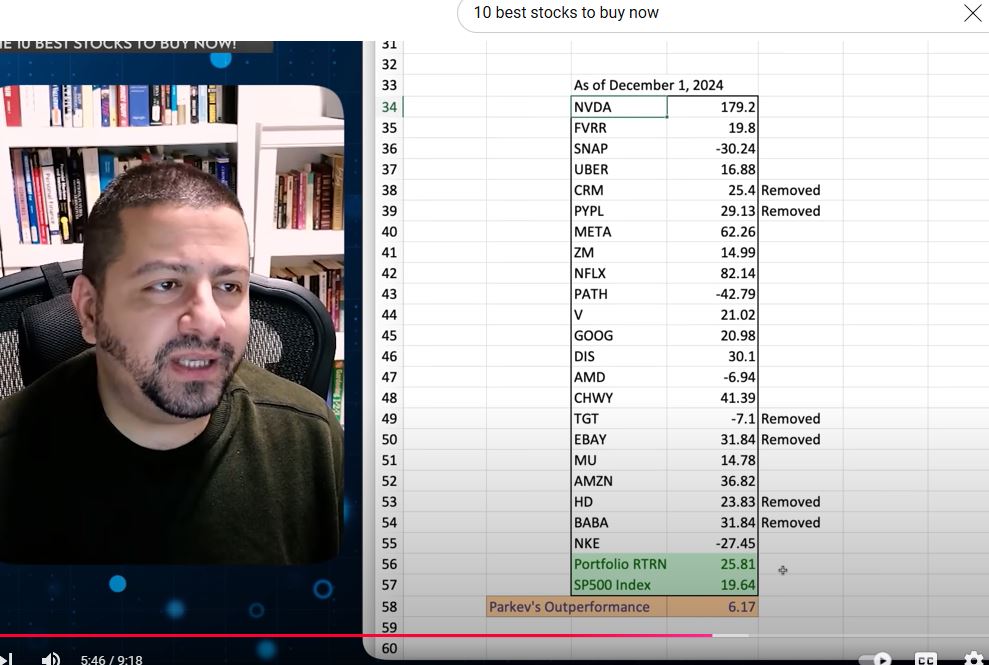 10 best stocks to buy now
E 10 BEST STOCKS TO BUY NOW!
31
32
33 As of December 1, 2024
34 NVDA 179.2
35 FVRR 19.8
36 SNAP -30.24
37 UBER 16.88
38 CRM 25.4 Removed
39 PYPL 29.13 Removed
40 META 62.26
41 ZM 14.99
42 NFLX 82.14
43 PATH -42.79
44 V 21.02
45 GOOG 20.98
46 DIS 30.1
47 AMD -6.94
48 CHWY 41.39
49 TGT -7.1 Removed
50 EBAY 31.84 Removed
51 MU 14.78
52 AMZN 36.82
53 HD 23.83 Removed
54 BABA 31.84 Removed
55 NKE -27.45
56 Portfolio RTRN 25.81
57 SP500 Index 19.64
58 Parkev's Outperformance 6.17
59
60
5:46 / 9:18
CC